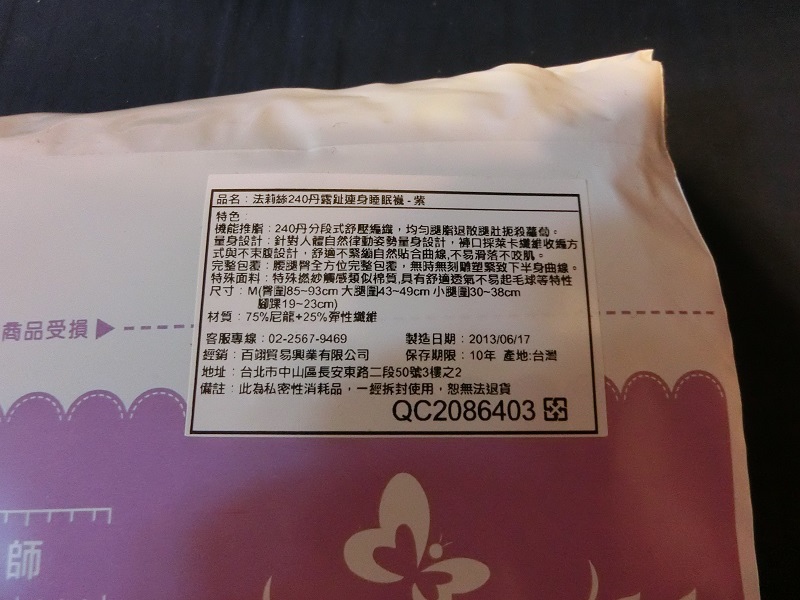 品名：法莉絲240丹露趾連身睡眠襪-紫
特色：
機能推脂：240丹分段式舒壓編織，均勻腿脂退散腿肚掰殺蘿蔔。
量身設計：針對人體自然律動姿勢量身設計，褲口採萊卡纖維收編方
式與不束腹設計，舒適不緊繃自然貼合曲線,不易滑落不咬肌。
完整包覆：腰腿臀全方位完整包覆，無時無刻雕塑緊致下半身曲線。
特殊面料：特殊撚紗觸感類似棉質,具有舒適透氣不易起毛球等特性
尺寸：M(臀圍85~93cm 大腿圍43~49cm 小腿圍30~38cm
腳踝19~23cm)
材質：75%尼龍+25%彈性纖維
客服專線：02-2567-9469 製造日期：2013/06/17
經銷：百翊貿易興業有限公司 保存期限：10年 產地:台灣
地址：台北市中山區長安東路二段50號3樓之2
備註：此為私密性消耗品，一經拆封使用，恕無法退貨
QC2086403
商品受損
師